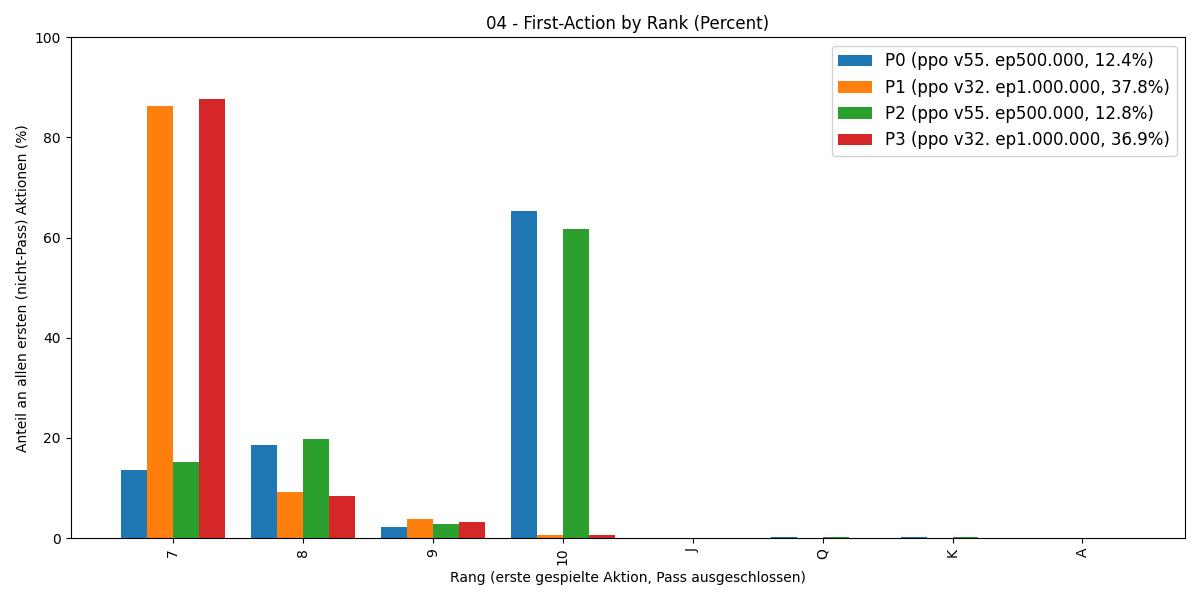 04 - First-Action by Rank (Percent)
P0 (ppo v55. ep500.000, 12.4%)
P1 (ppo v32. ep1.000.000, 37.8%)
P2 (ppo v55. ep500.000, 12.8%)
P3 (ppo v32. ep1.000.000, 36.9%)
Anteil an allen ersten (nicht-Pass) Aktionen (%)
100
80
60
40
20
0
7
8
9
10
J
Q
K
A
Rang (erste gespielte Aktion, Pass ausgeschlossen)